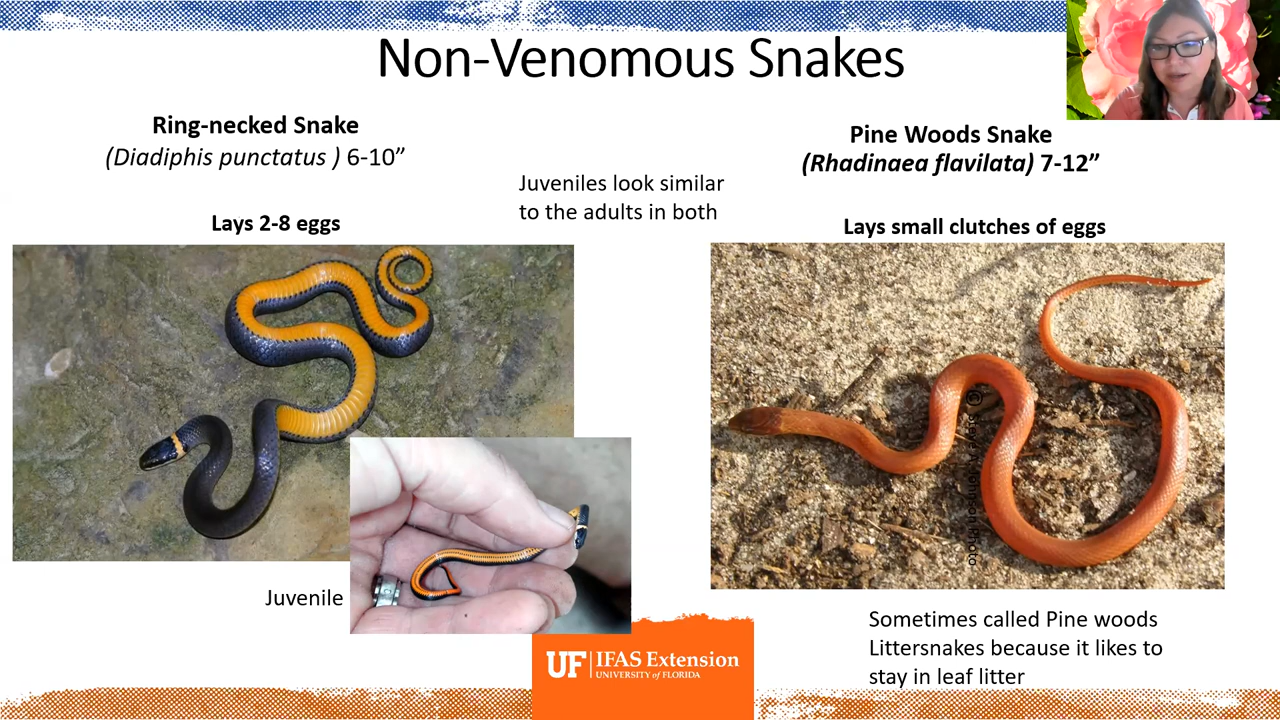 Non-Venomous Snakes
Ring-necked Snake
(Diadiphis punctatus ) 6-10”
Lays 2-8 eggs
Juveniles look similar
to the adults in both
Pine Woods Snake
(Rhadinaea flavilata) 7-12”
Lays small clutches of eggs
Juvenile
Sometimes called Pine woods
Littersnakes because it likes to
stay in leaf litter
UF IFAS Extension
UNIVERSITY of FLORIDA